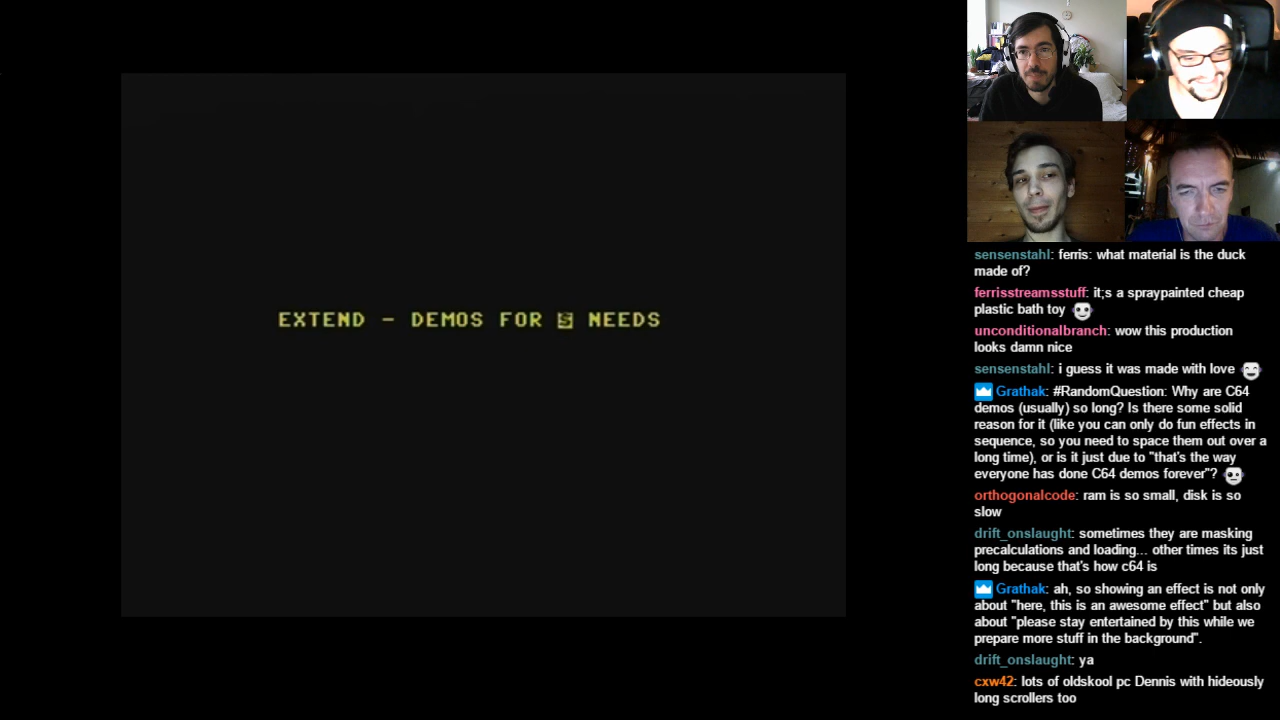 EXTEND - DEMOS FOR S NEEDS
sensenstahl: ferris: what material is the duck
made of?
ferrisstreamsstuff: it;s a spraypainted cheap
plastic bath toy
unconditionalbranch: wow this production
looks damn nice
sensenstahl: i guess it was made with love
Grathak: #RandomQuestion: Why are C64
demos (usually) so long? Is there some solid
reason for it (like you can only do fun effects in
sequence, so you need to space them out over a
long time), or is it just due to "that's the way
everyone has done C64 demos forever"?
orthogonalcode: ram is so small, disk is so
slow
drift_onslaught: sometimes they are masking
precalculations and loading... other times its just
long because that's how c64 is
Grathak: ah, so showing an effect is not only
about "here, this is an awesome effect" but also
about "please stay entertained by this while we
prepare more stuff in the background".
drift_onslaught: ya
cxw42: lots of oldskool pc Dennis with hideously
long scrollers too